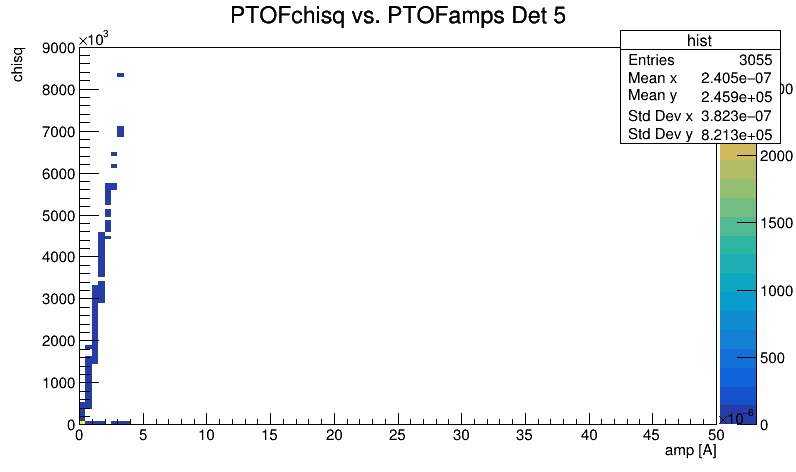 PTOFchisq vs. PTOFamps Det 5
×10³
chisq
hist
Entries 3055
Mean x 2.405e−07
Mean y 2.459e+05
Std Dev x 3.823e−07
Std Dev y 8.213e+05
9000
8000
7000
6000
5000
4000
3000
2000
1000
0
2000
1500
1000
500
0
0 5 10 15 20 25 30 35 40 45 50
×10⁻⁶
amp [A]